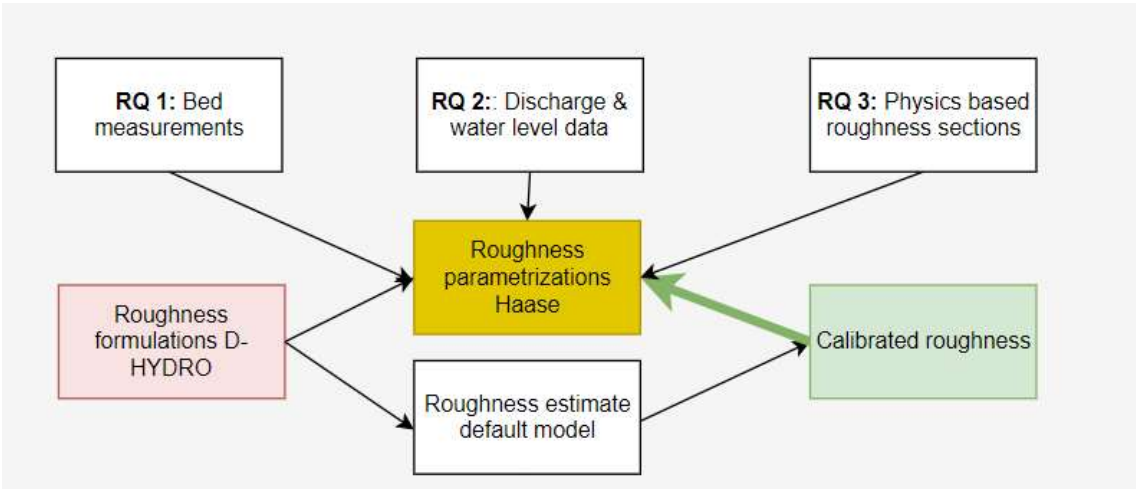 RQ 1: Bed
measurements
RQ 2:: Discharge &
water level data
RQ 3: Physics based
roughness sections
Roughness
parametrizations
Haase
Roughness
formulations D-
HYDRO
Calibrated roughness
Roughness estimate
default model